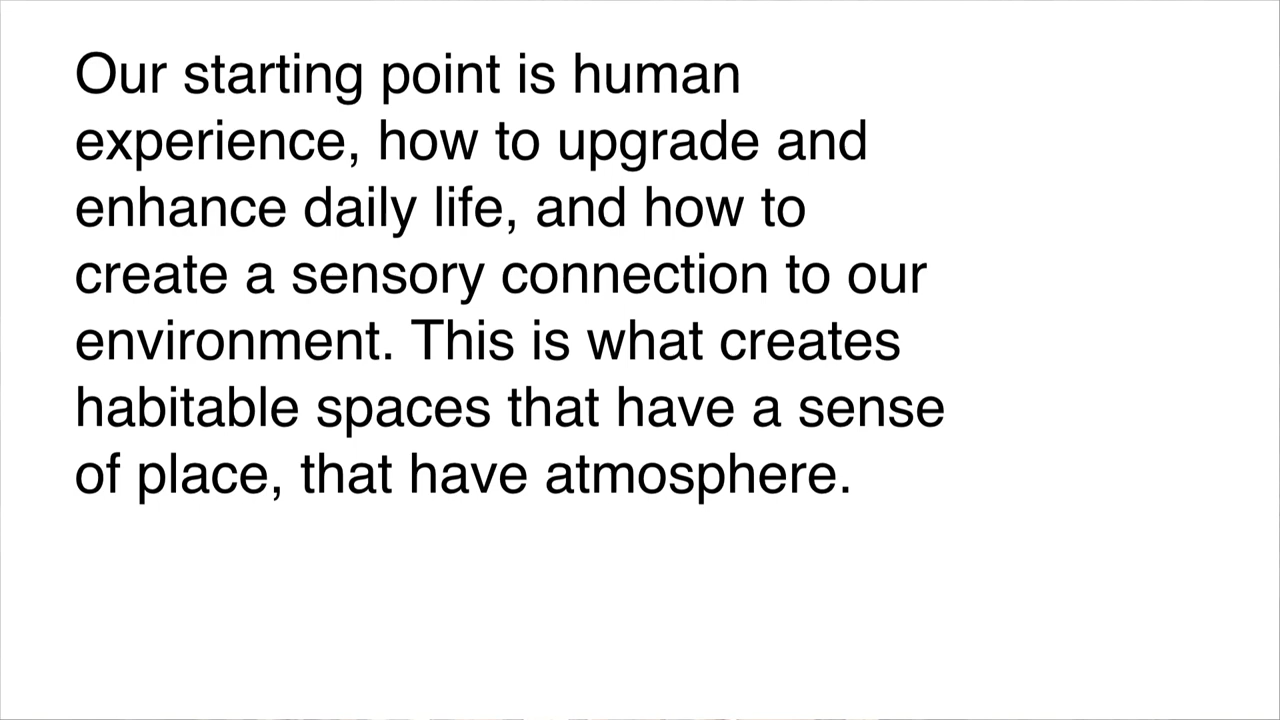 Our starting point is human
experience, how to upgrade and
enhance daily life, and how to
create a sensory connection to our
environment. This is what creates
habitable spaces that have a sense
of place, that have atmosphere.